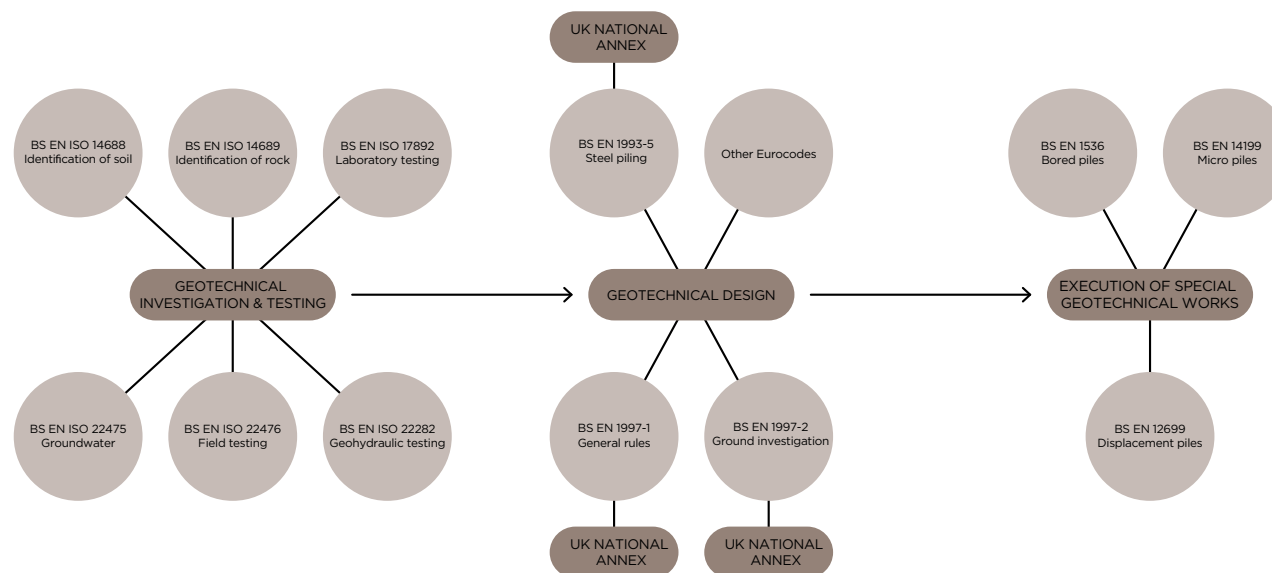 UK NATIONAL
ANNEX
BS EN ISO 14688
Identification of soil
BS EN ISO 14689
Identification of rock
BS EN ISO 17892
Laboratory testing
BS EN 1993-5
Steel piling
Other Eurocodes
BS EN 1536
Bored piles
BS EN 14199
Micro piles
GEOTECHNICAL
INVESTIGATION & TESTING
GEOTECHNICAL DESIGN
EXECUTION OF SPECIAL
GEOTECHNICAL WORKS
BS EN ISO 22475
Groundwater
BS EN ISO 22476
Field testing
BS EN ISO 22282
Geohydraulic testing
BS EN 1997-1
General rules
BS EN 1997-2
Ground investigation
BS EN 12699
Displacement piles
UK NATIONAL
ANNEX
UK NATIONAL
ANNEX